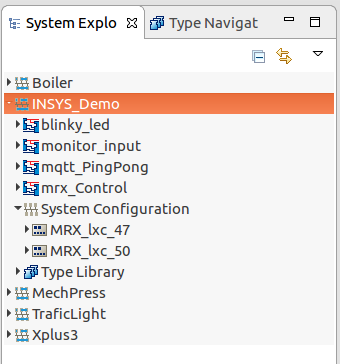 System Explo Type Navigat
Boiler
INSYS_Demo
blinky_led
monitor_input
mqtt_PingPong
mrx_Control
System Configuration
MRX_lxc_47
MRX_lxc_50
Type Library
MechPress
TraficLight
Xplus3